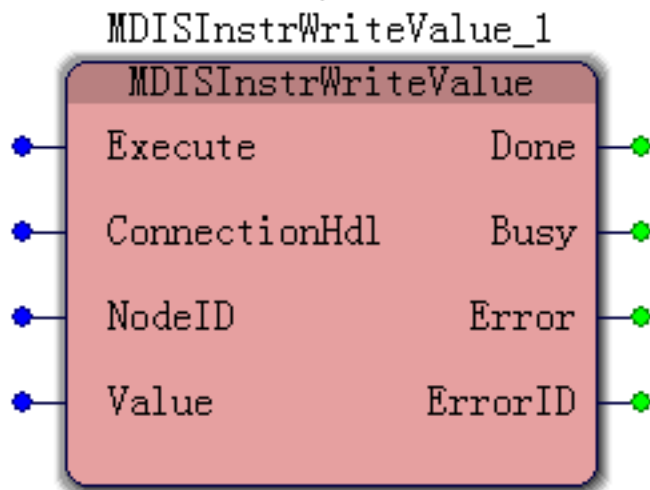 MDISInstrWriteValue_1
MDISInstrWriteValue
Execute Done
ConnectionHdl Busy
NodeID Error
Value ErrorID